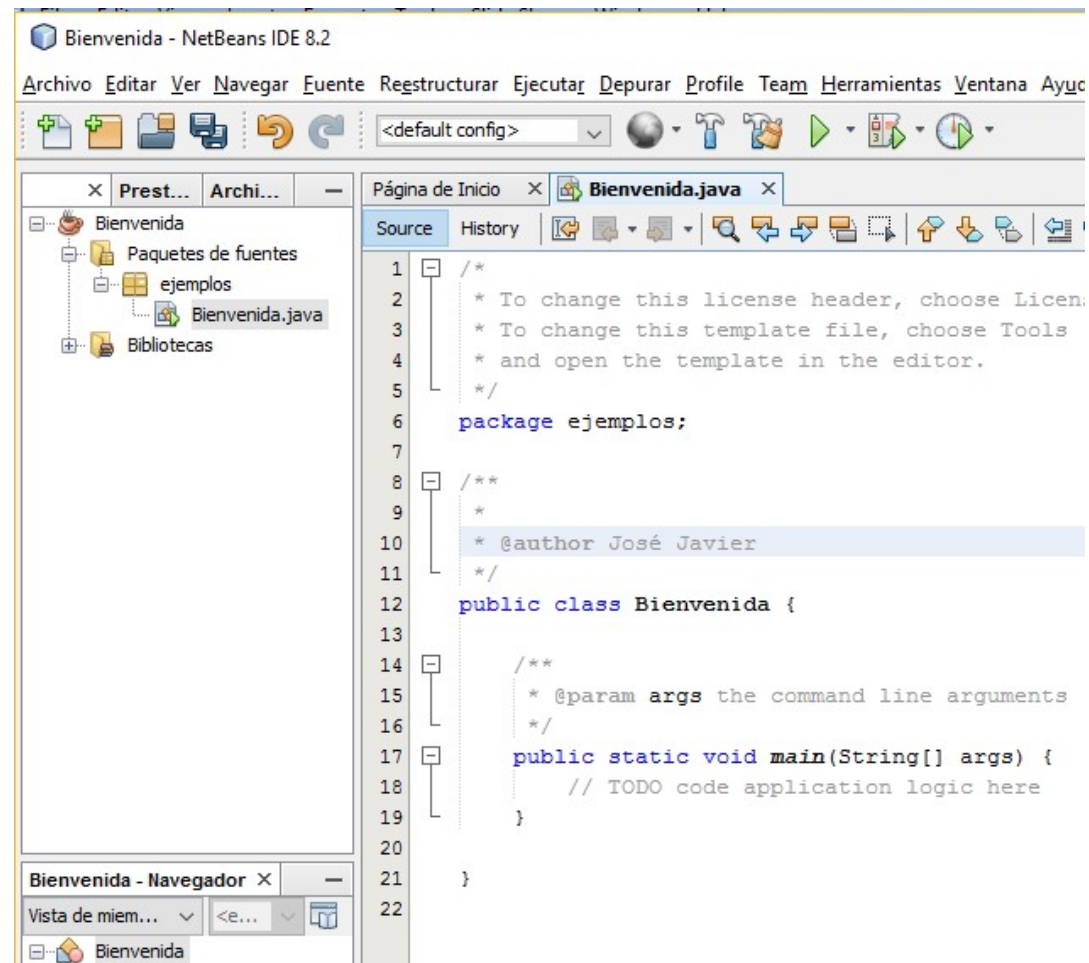 Bienvenida - NetBeans IDE 8.2
Archivo Editar Ver Navegar Fuente Reestructurar Ejecutar Depurar Profile Team Herramientas Ventana
<default config>
Prest... Archi...
Bienvenida
Paquetes de fuentes
ejemplos
Bienvenida.java
Bibliotecas
Página de Inicio Bienvenida.java
Source History
1 /*
2 * To change this license header, choose
3 * To change this template file, choose Tools
4 * and open the template in the editor.
5 */
6 package ejemplos;
7
8 /**
9 *
10 * @author José Javier
11 */
12 public class Bienvenida {
13
14 /**
15 * @param args the command line arguments
16 */
17 public static void main(String[] args) {
18 // TODO code application logic here
19 }
20
21 }
22
Bienvenida - Navegador
Vista de miem... <e...
Bienvenida